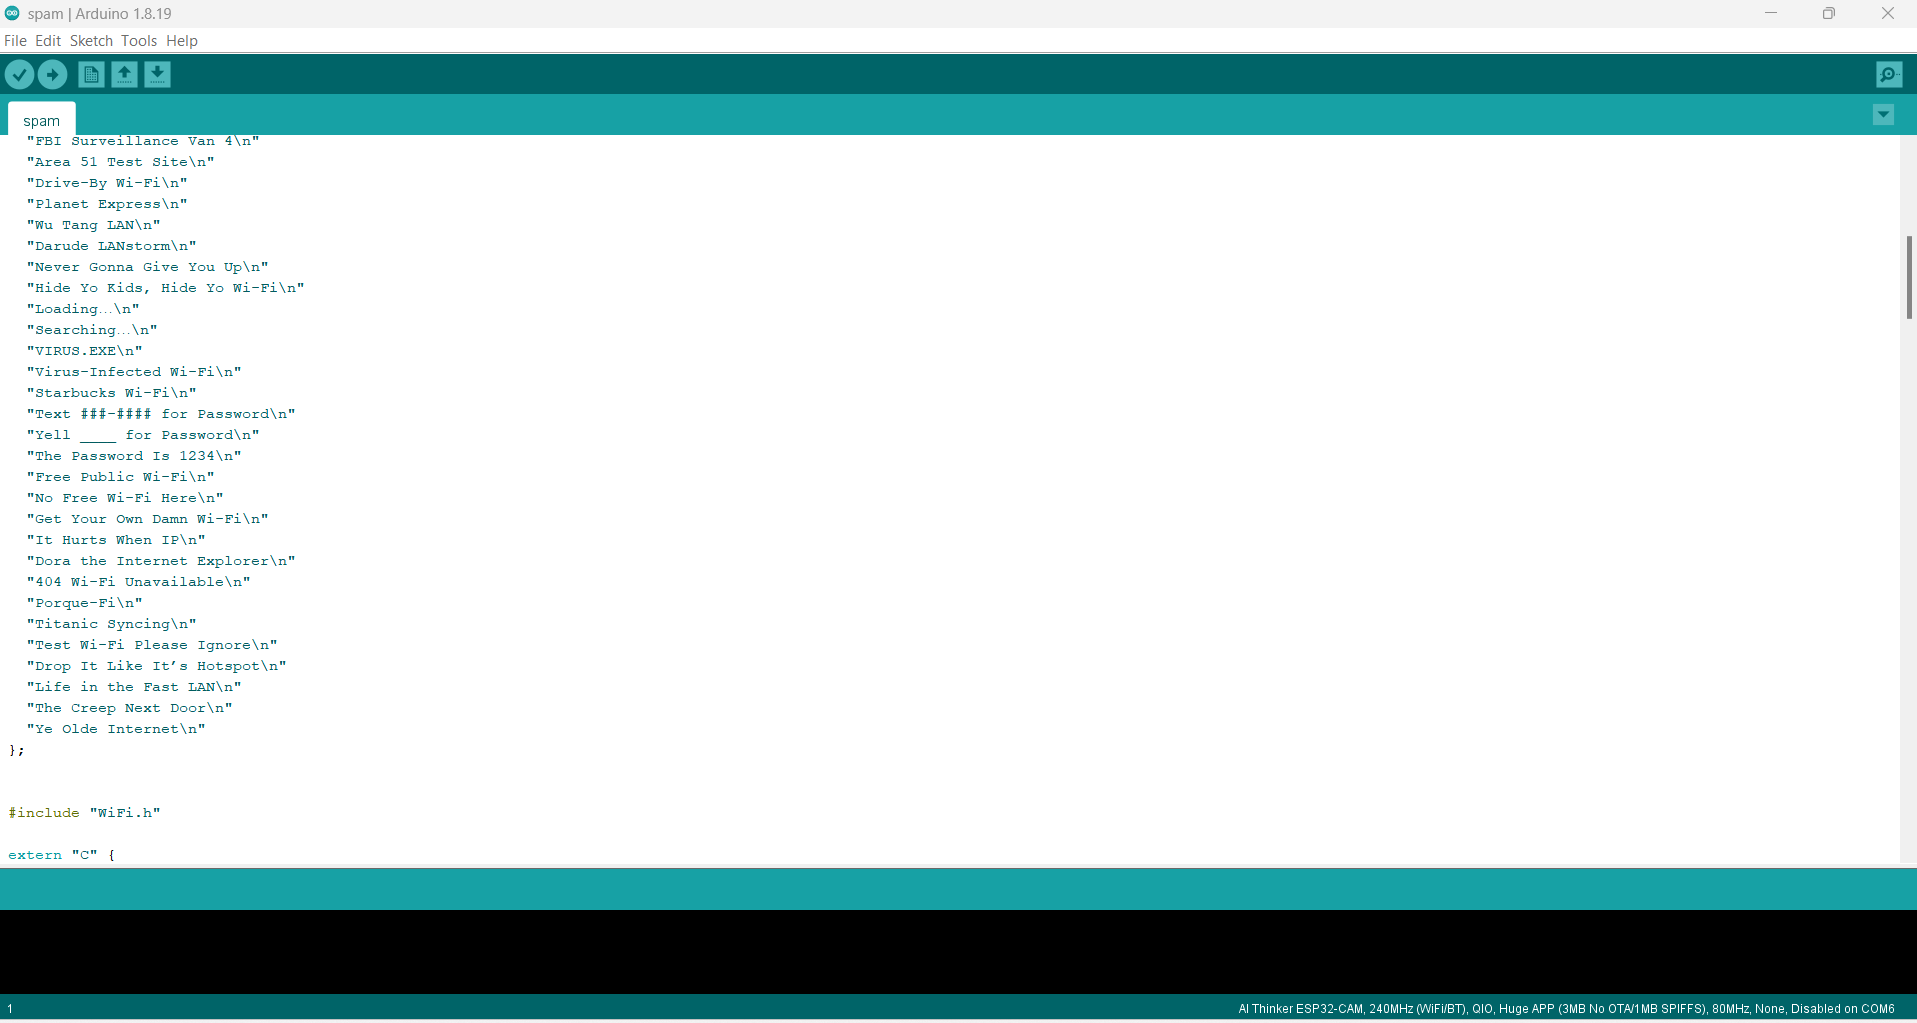 spam | Arduino 1.8.19
File Edit Sketch Tools Help
spam
"FBI Surveillance Van 4\n"
"Area 51 Test Site\n"
"Drive-By Wi-Fi\n"
"Planet Express\n"
"Wu Tang LAN\n"
"Darude LANstorm\n"
"Never Gonna Give You Up\n"
"Hide Yo Kids, Hide Yo Wi-Fi\n"
"Loading…\n"
"Searching…\n"
"VIRUS.EXE\n"
"Virus-Infected Wi-Fi\n"
"Starbucks Wi-Fi\n"
"Text ###-#### for Password\n"
"Yell ____ for Password\n"
"The Password Is 1234\n"
"Free Public Wi-Fi\n"
"No Free Wi-Fi Here\n"
"Get Your Own Damn Wi-Fi\n"
"It Hurts When IP\n"
"Dora the Internet Explorer\n"
"404 Wi-Fi Unavailable\n"
"Porque-Fi\n"
"Titanic Syncing\n"
"Test Wi-Fi Please Ignore\n"
"Drop It Like It’s Hotspot\n"
"Life in the Fast LAN\n"
"The Creep Next Door\n"
"Ye Olde Internet\n"
};
#include "WiFi.h"
extern "C" {
1
AI Thinker ESP32-CAM, 240MHz (WiFi/BT), QIO, Huge APP (3MB No OTA/1MB SPIFFS), 80MHz, None, Disabled on COM6